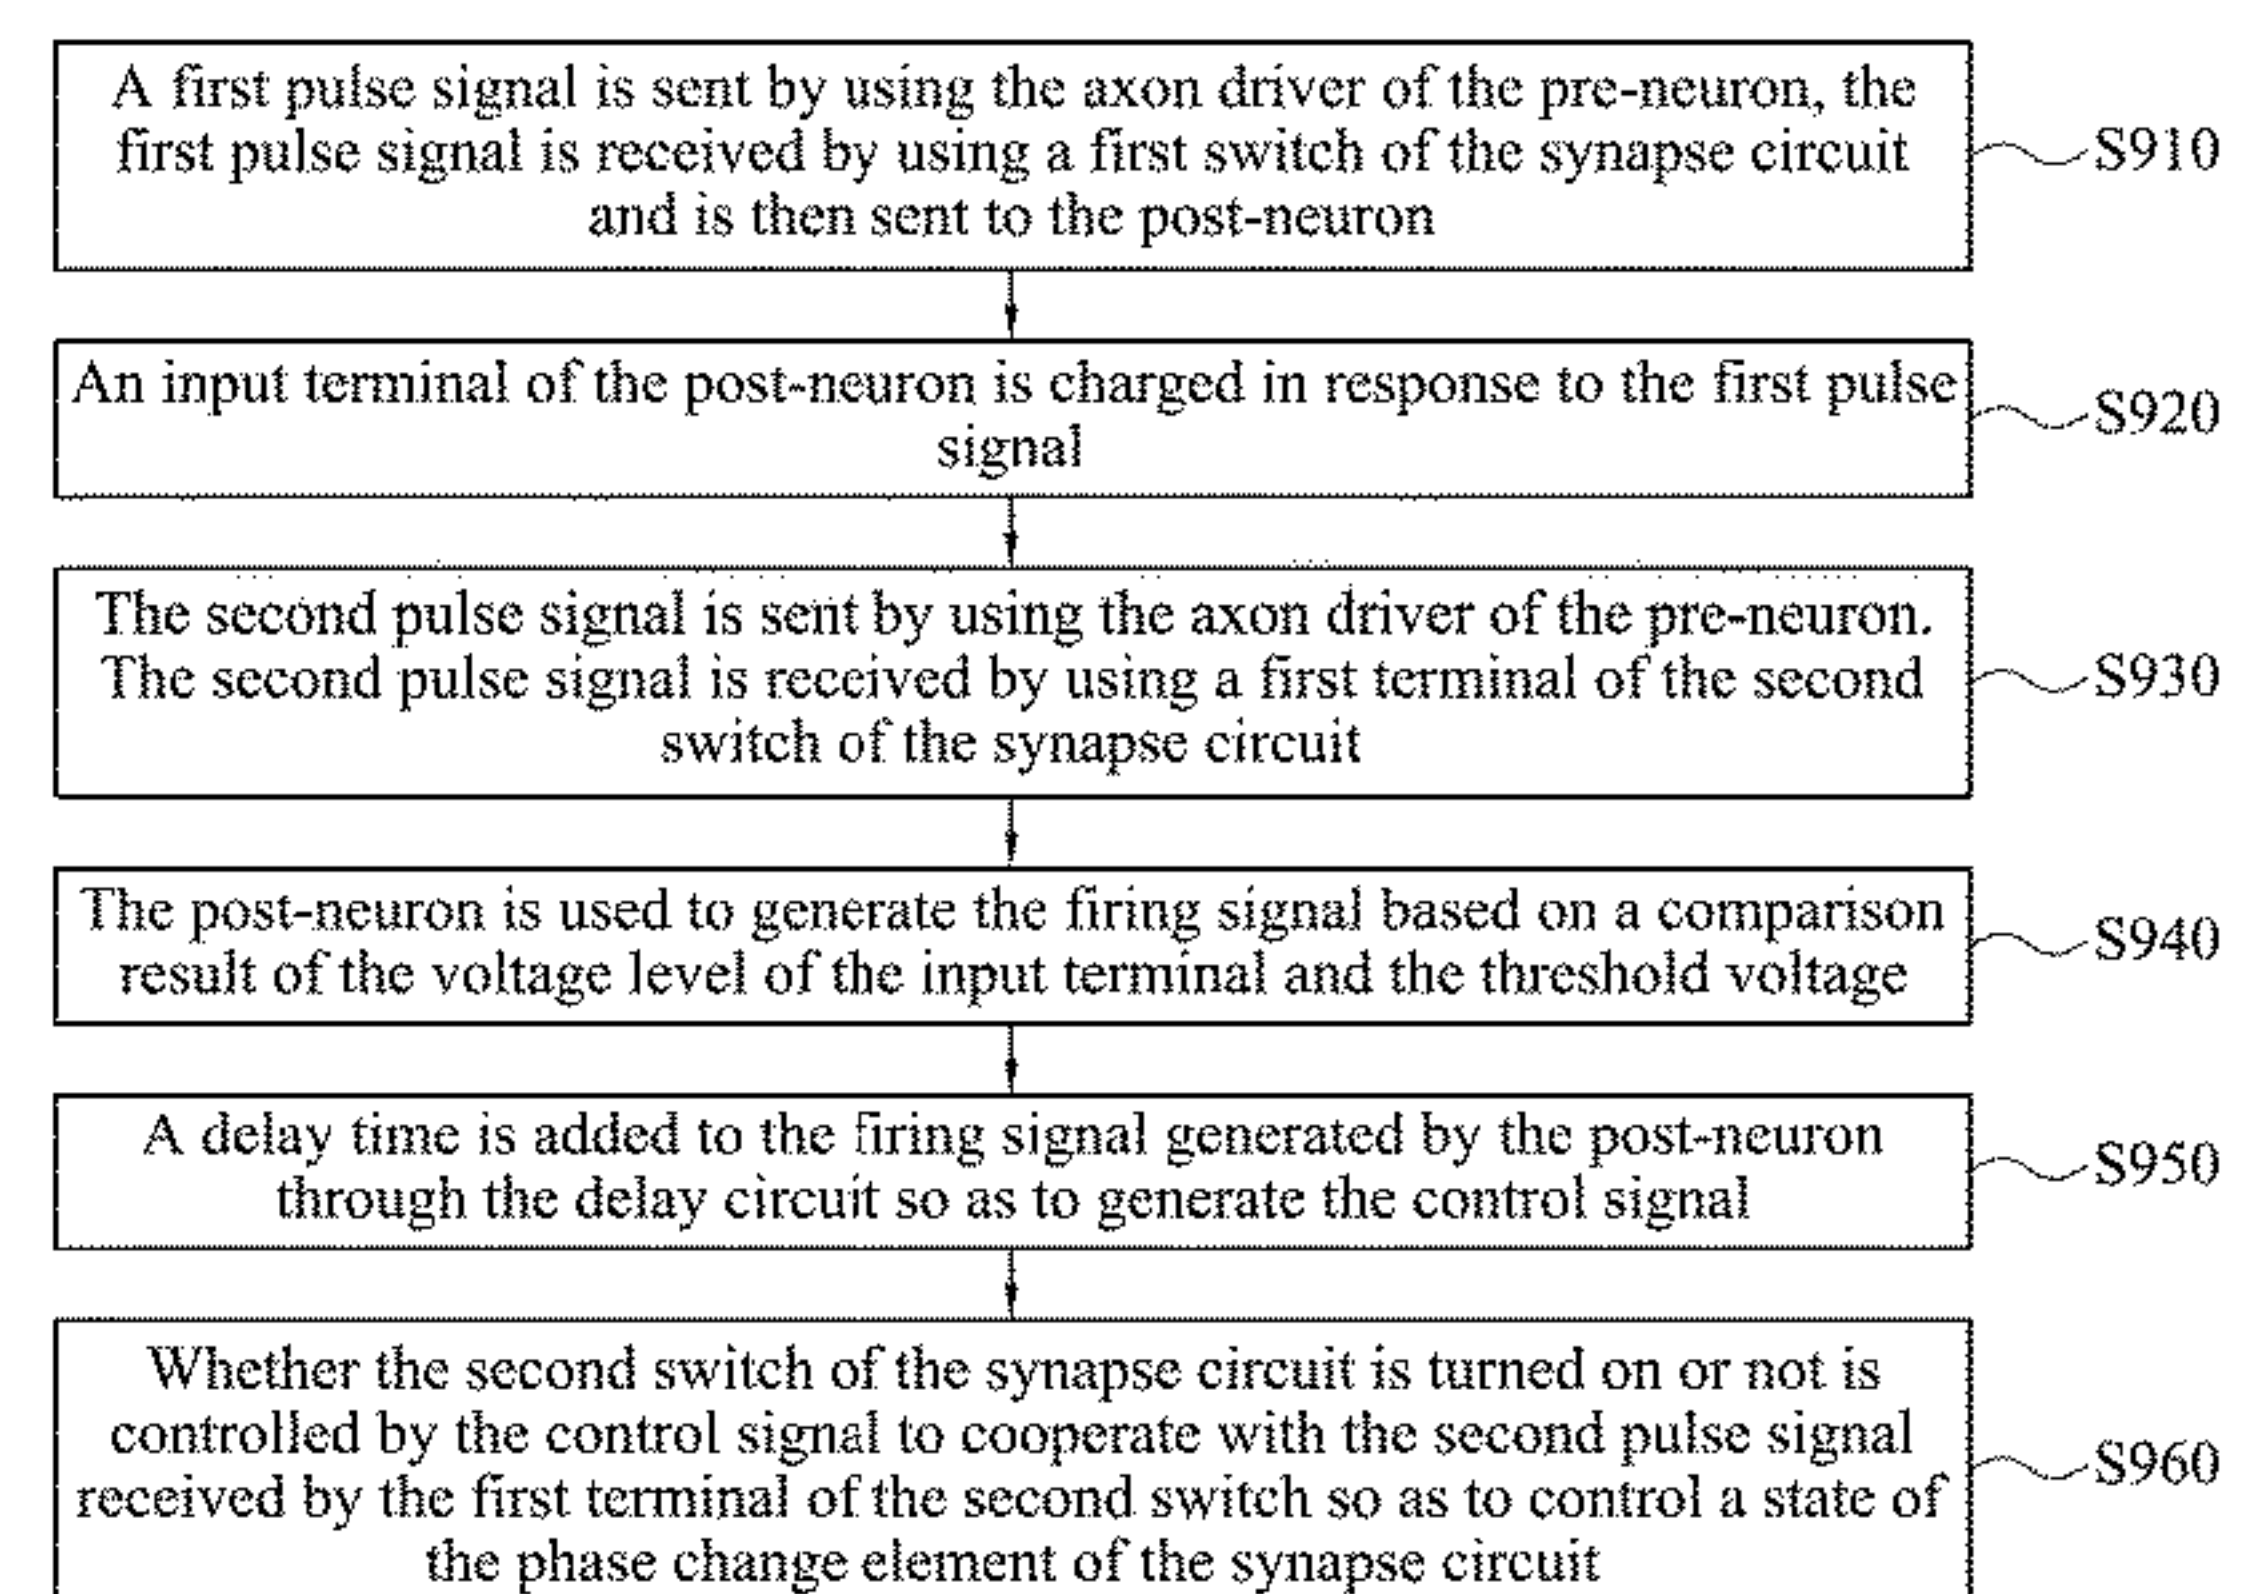 A first pulse signal is sent by using the axon driver of the pre-neuron, the
first pulse signal is received by using a first switch of the synapse circuit
and is then sent to the post-neuron
S910
An input terminal of the post-neuron is charged in response to the first pulse
signal
S920
The second pulse signal is sent by using the axon driver of the pre-neuron.
The second pulse signal is received by using a first terminal of the second
switch of the synapse circuit
S930
The post-neuron is used to generate the firing signal based on a comparison
result of the voltage level of the input terminal and the threshold voltage
S940
A delay time is added to the firing signal generated by the post-neuron
through the delay circuit so as to generate the control signal
S950
Whether the second switch of the synapse circuit is turned on or not is
controlled by the control signal to cooperate with the second pulse signal
received by the first terminal of the second switch so as to control a state of
the phase change element of the synapse circuit
S960